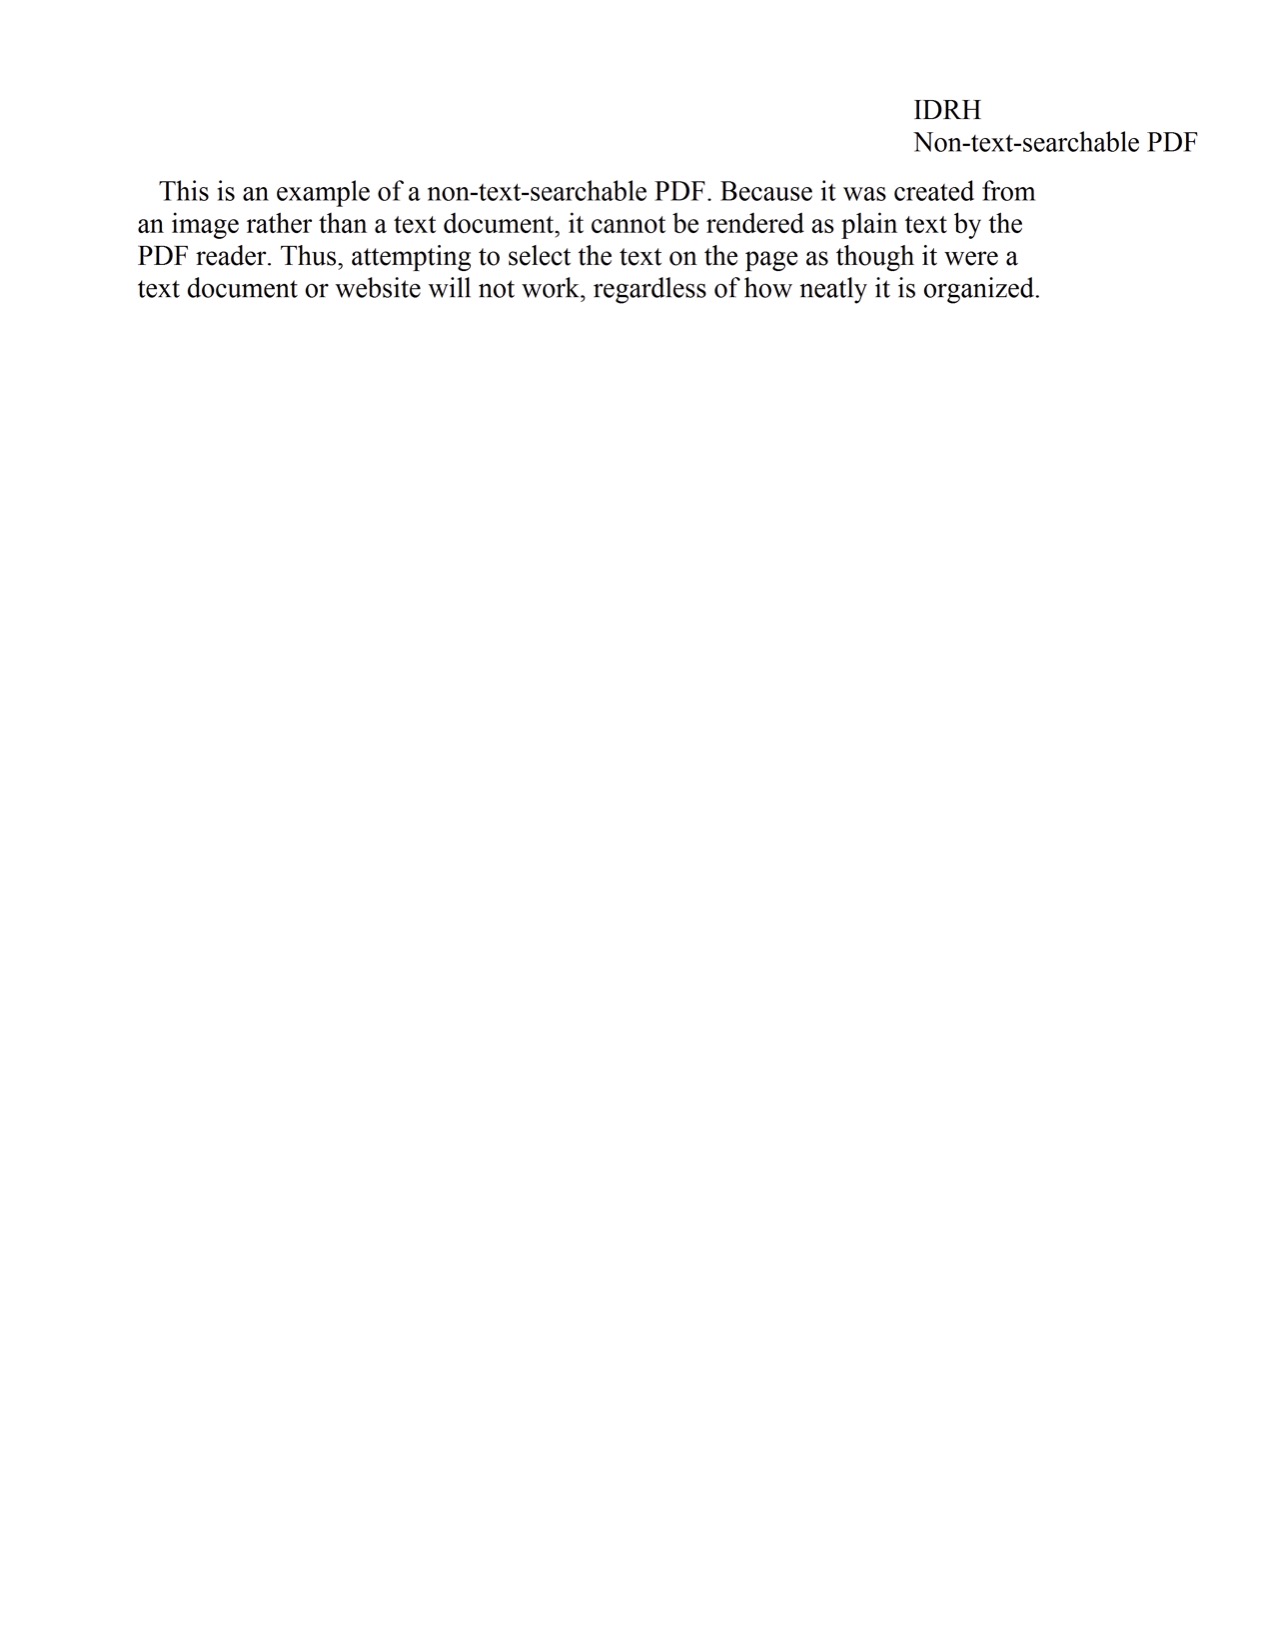 IDRH
Non-text-searchable PDF
This is an example of a non-text-searchable PDF. Because it was created from
an image rather than a text document, it cannot be rendered as plain text by the
PDF reader. Thus, attempting to select the text on the page as though it were a
text document or website will not work, regardless of how neatly it is organized.